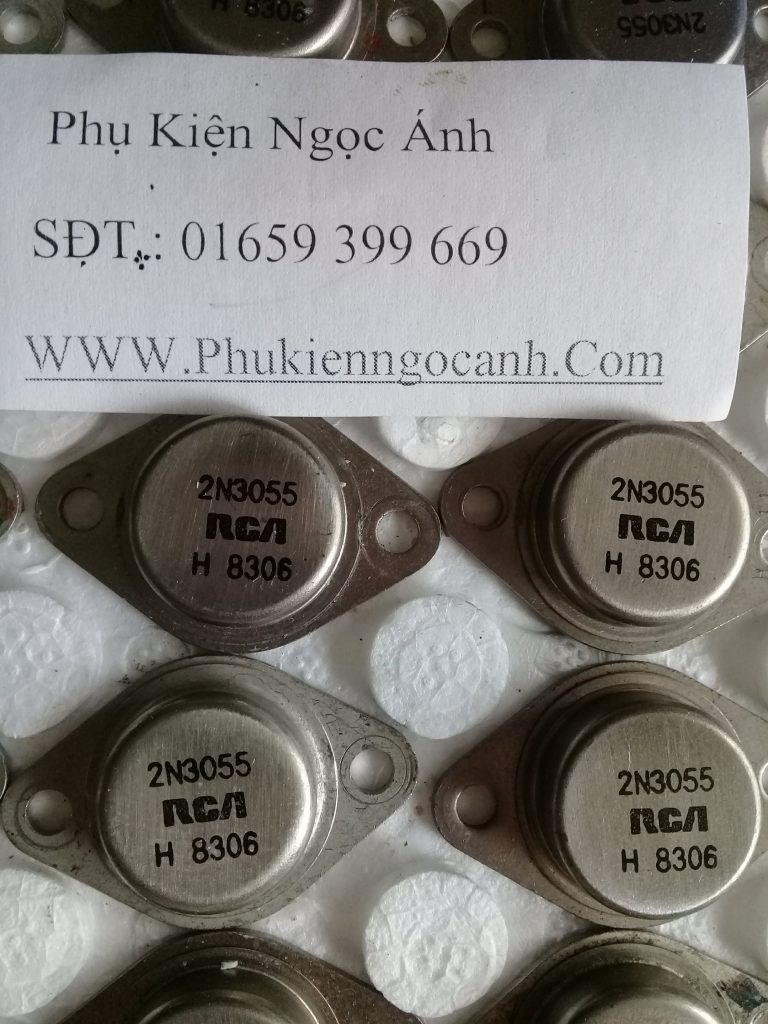 H 8306
2N3055
Phụ Kiện Ngọc Ánh
SĐT.: 01659 399 669
WWW.Phukienngocanh.Com
2N3055
RCA
H 8306
2N3055
RCA
H 8306
2N3055
RCA
H 8306
2N3055
RCA
H 8306